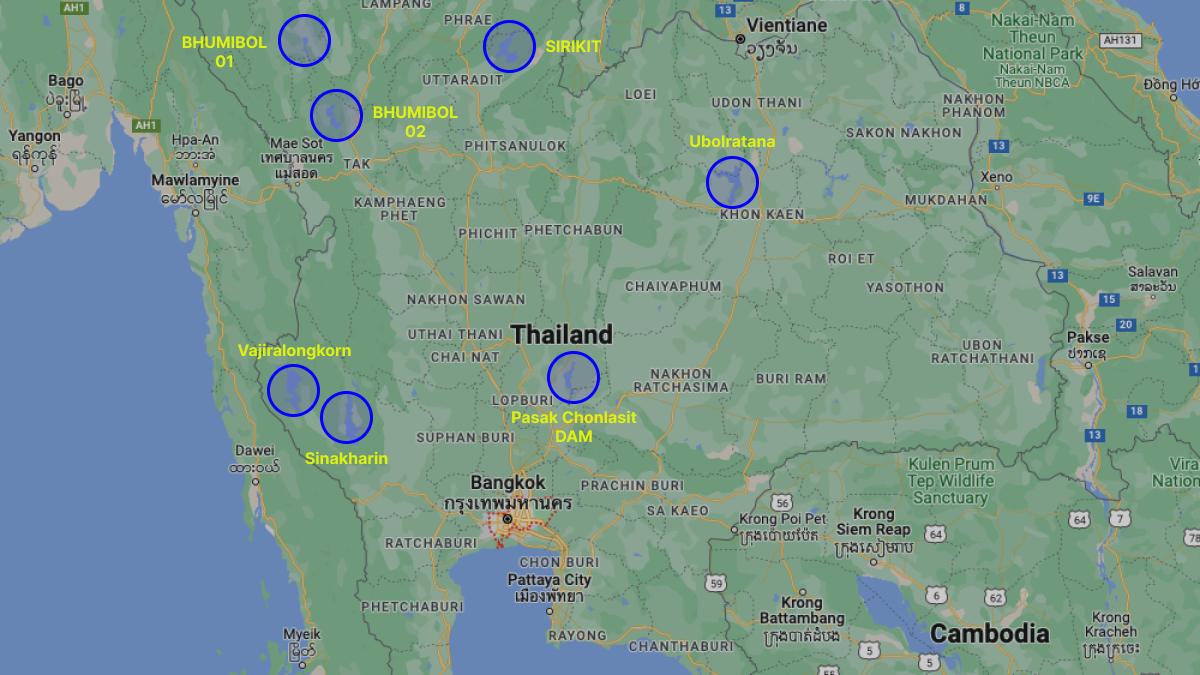 AH1
LAMPANG
PHRAE
13
Vientiane
ວຽງຈັນ
8
Nakai-Nam
Theun
National Park
Nakai-Nam
Theun NBCA
AH131
BHUMIBOL
01
SIRIKIT
Bago
ပဲခူးမြို့
UTTARADIT
LOEI
UDON THANI
NAKHON
PHANOM
Đồng Hớ
BHUMIBOL
02
AH1
Yangon
ရန်ကုန်
Hpa-An
ဘားအံ
Mae Sot
เทศบาลนคร
แม่สอด
TAK
PHITSANULOK
Ubolratana
SAKON NAKHON
13
Mawlamyine
မော်လမြိုင်
Xeno
KAMPHAENG
PHET
KHON KAEN
MUKDAHAN
9E
PHICHIT
PHETCHABUN
ROI ET
13
Salavan
ສາລະວັນ
NAKHON SAWAN
CHAIYAPHUM
YASOTHON
15
20
UTHAI THANI
Thailand
CHAI NAT
UBON
RATCHATHANI
Pakse
ປາກເຊ
Vajiralongkorn
NAKHON
RATCHASIMA
BURI RAM
1
LOPBURI
Pasak Chonlasit
DAM
18
SUPHAN BURI
13
Sinakharin
Dawei
ထားဝယ်
Kulen Prum
Tep Wildlife
Sanctuary
Vira
Nation
Bangkok
กรุงเทพมหานคร
PRACHIN BURI
SA KAEO
56
Krong Poi Pet
ក្រុងប៉ោយប៉ែត
Krong
Siem Reap
ក្រុងសៀមរាប
64
64
7
78
RATCHABURI
CHON BURI
Pattaya City
เมืองพัทยา
59
6
62
PHETCHABURI
Krong
Battambang
ក្រុងបាត់ដំបង
Cambodia
Krong
Kracheh
ក្រុងក្រចេះ
Myeik
မြိတ်
RAYONG
CHANTHABURI
5
5
55